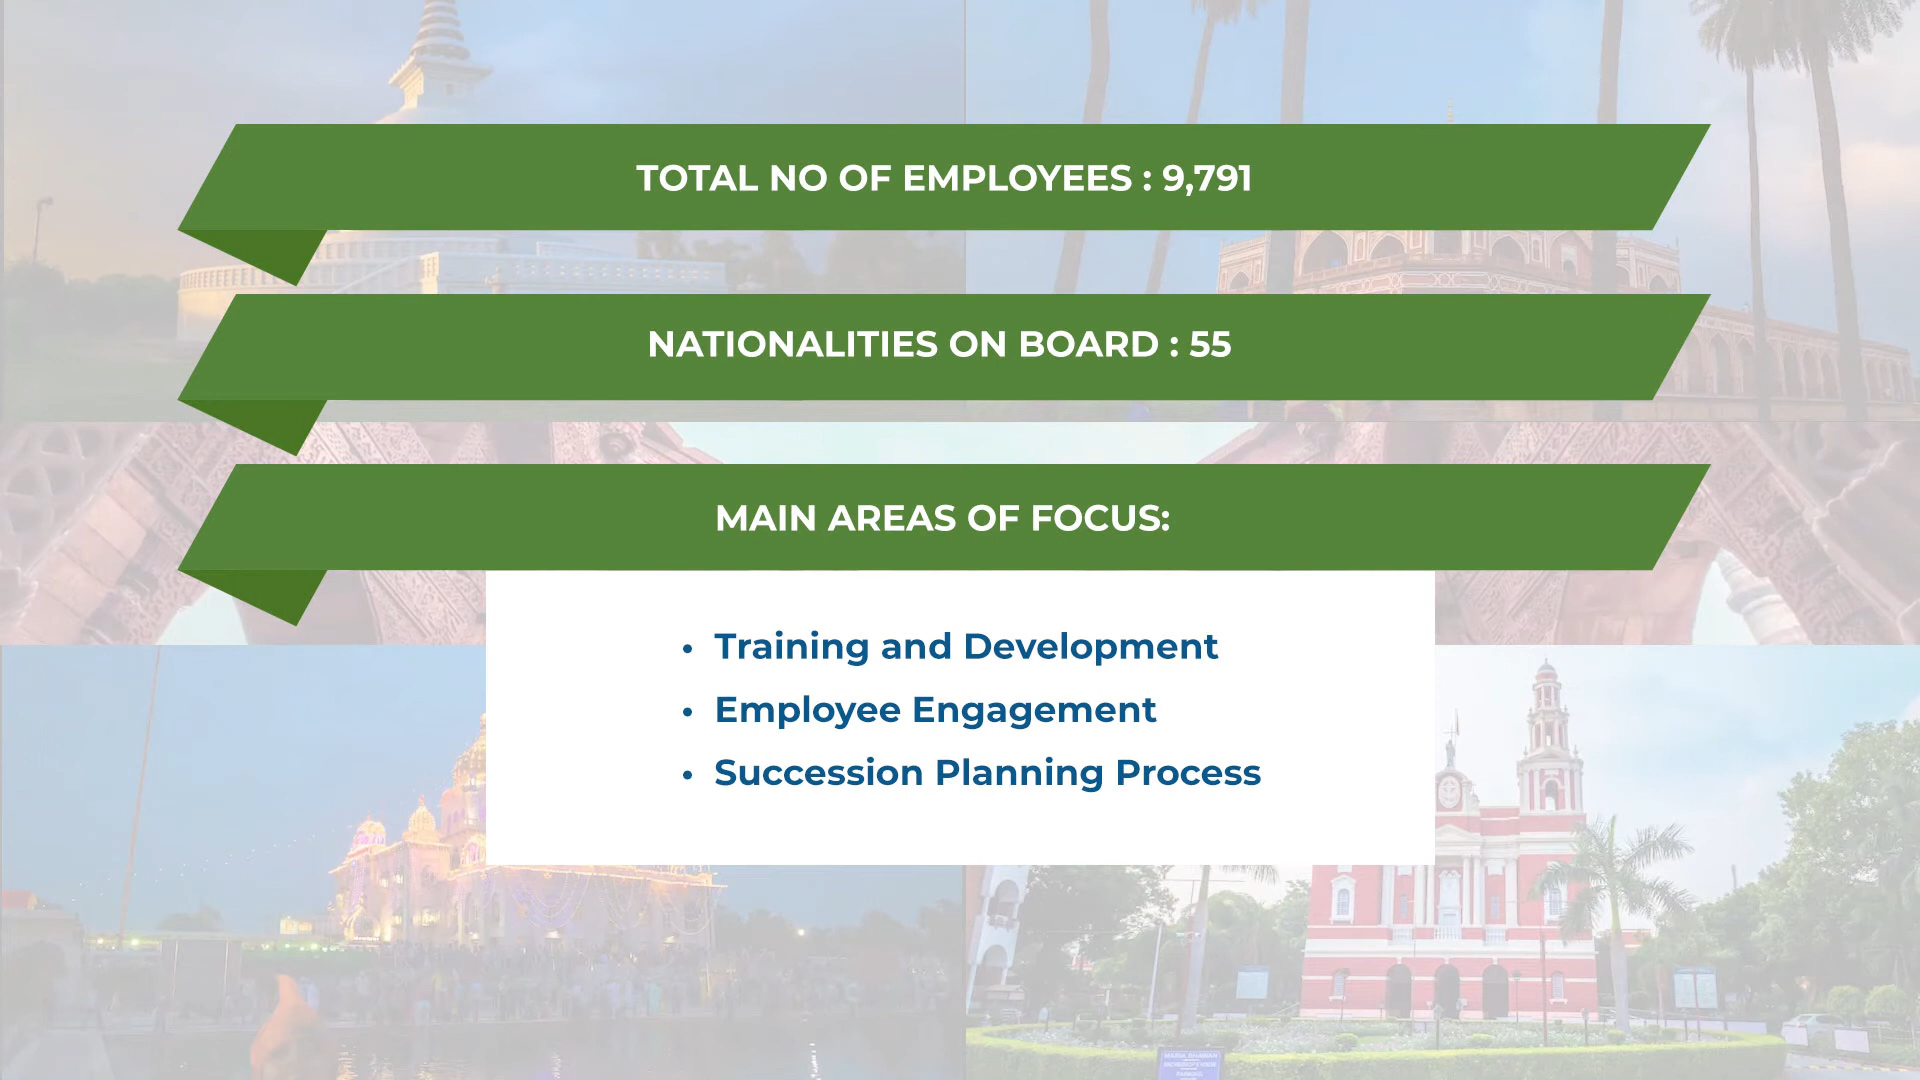 TOTAL NO OF EMPLOYEES : 9,791
NATIONALITIES ON BOARD : 55
MAIN AREAS OF FOCUS:
• Training and Development
• Employee Engagement
• Succession Planning Process